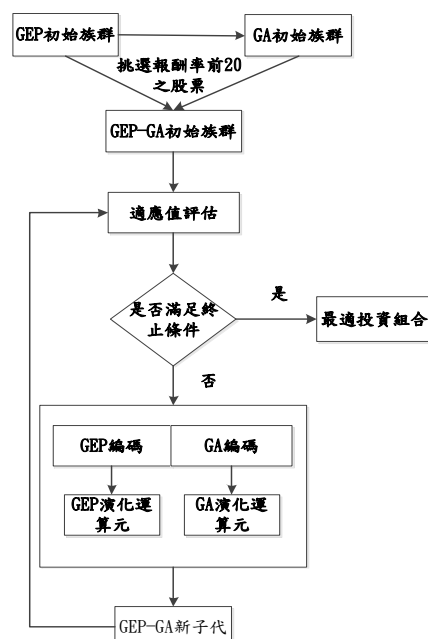 GEP初始族群
GA初始族群
挑選報酬率前20
之股票
GEP-GA初始族群
適應值評估
是否滿足終
止條件
是
最適投資組合
否
GEP編碼
GA編碼
GEP演化運
算元
GA演化運
算元
GEP-GA新子代